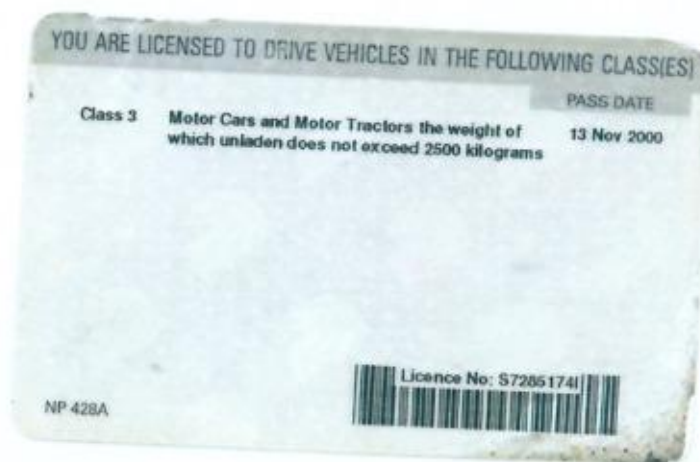 YOU ARE LICENSED TO DRIVE VEHICLES IN THE FOLLOWING CLASS(ES)
PASS DATE
Class 3 Motor Cars and Motor Tractors the weight of 13 Nov 2000
which unladen does not exceed 2500 kilograms
Licence No: S7285174I
NP 428A